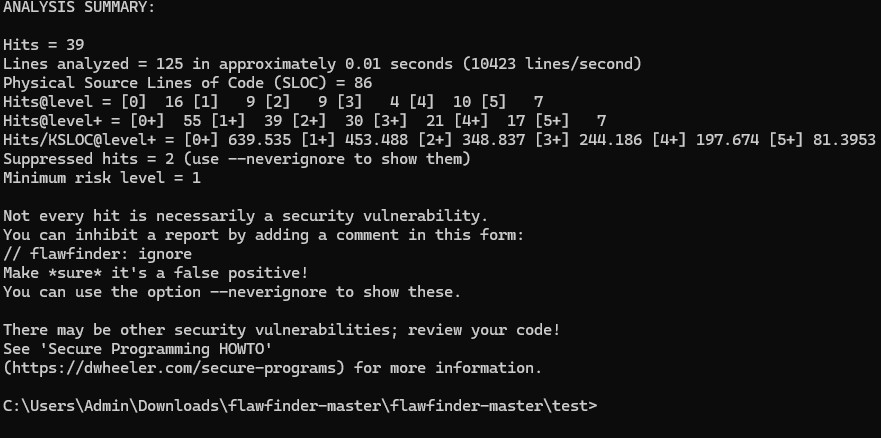 ANALYSIS SUMMARY:
Hits = 39
Lines analyzed = 125 in approximately 0.01 seconds (10423 lines/second)
Physical Source Lines of Code (SLOC) = 86
Hits@level = [0]  16 [1]   9 [2]   9 [3]   4 [4]  10 [5]   7
Hits@level+ = [0+]  55 [1+]  39 [2+]  30 [3+]  21 [4+]  17 [5+]   7
Hits/KSLOC@level+ = [0+] 639.535 [1+] 453.488 [2+] 348.837 [3+] 244.186 [4+] 197.674 [5+] 81.3953
Suppressed hits = 2 (use --neverignore to show them)
Minimum risk level = 1
Not every hit is necessarily a security vulnerability.
You can inhibit a report by adding a comment in this form:
// flawfinder: ignore
Make *sure* it's a false positive!
You can use the option --neverignore to show these.
There may be other security vulnerabilities; review your code!
See 'Secure Programming HOWTO'
(https://dwheeler.com/secure-programs) for more information.
C:\Users\Admin\Downloads\flawfinder-master\flawfinder-master\test>